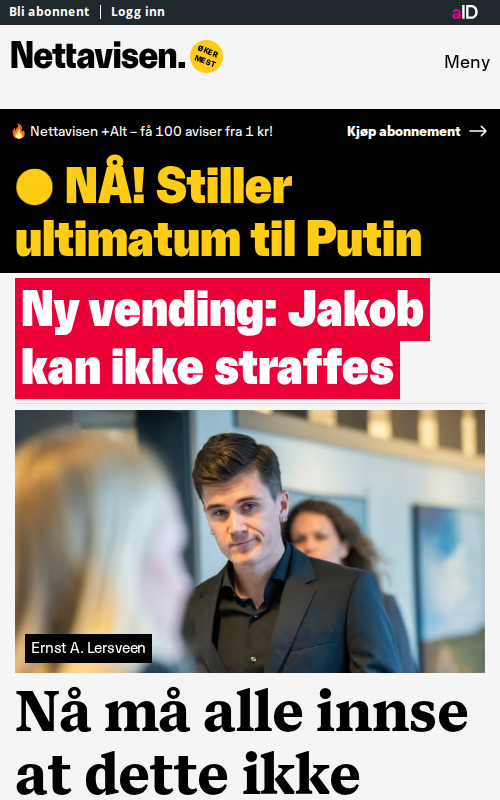 Bli abonnent | Logg inn
aID
Nettavisen.
ØKER
MEST
Meny
🔥 Nettavisen +Alt – få 100 aviser fra 1 kr!
Kjøp abonnement →
NÅ! Stiller
ultimatum til Putin
Ny vending: Jakob
kan ikke straffes
Ernst A. Lersveen
Nå må alle innse
at dette ikke